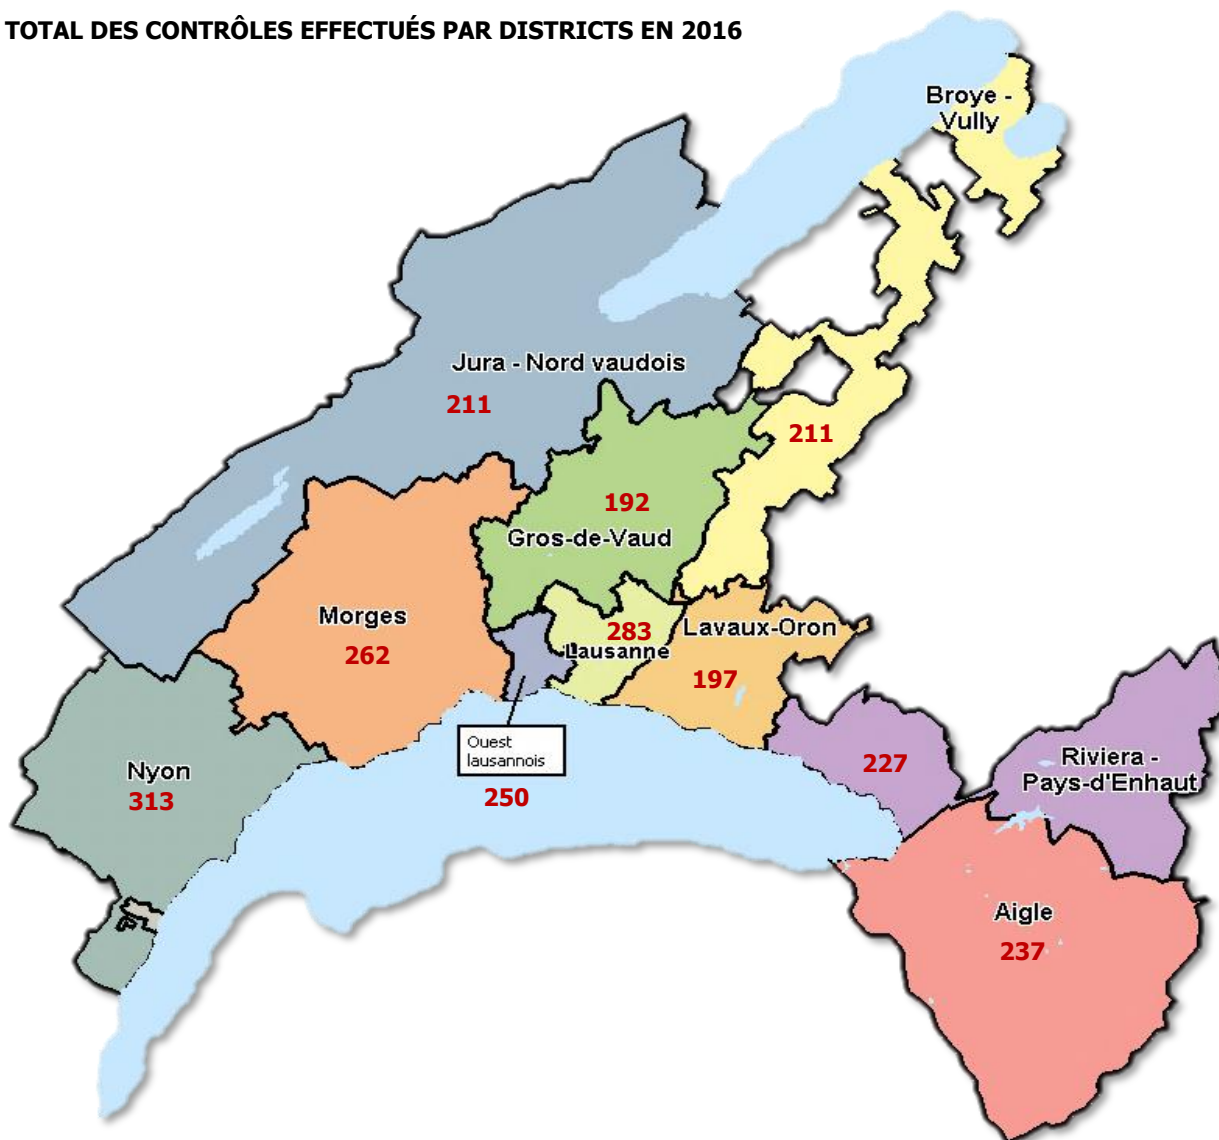 TOTAL DES CONTRÔLES EFFECTUÉS PAR DISTRICTS EN 2016
Broye -
Vully
Jura - Nord vaudois
211
211
192
Gros-de-Vaud
Morges
262
283
Lausanne
Lavaux-Oron
197
Ouest
lausannois
250
Nyon
313
227
Riviera -
Pays-d'Enhaut
Aigle
237